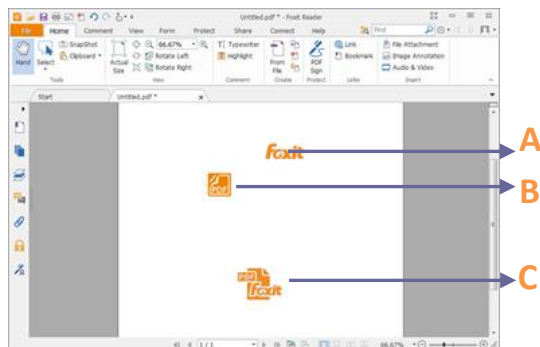 Untitled.pdf * - Foxit Reader
File Home Comment View Form Protect Share Connect Help Find
Hand Select SnapShot Clipboard Actual Size 66.67% Rotate Left Rotate Right Typewriter Highlight From File PDF Sign Link Bookmark File Attachment Image Annotation Audio & Video
Tools View Comment Create Protect Links Insert
Start Untitled.pdf *
foxit A
PDF B
PDF foxit C
1 / 1 66.67%